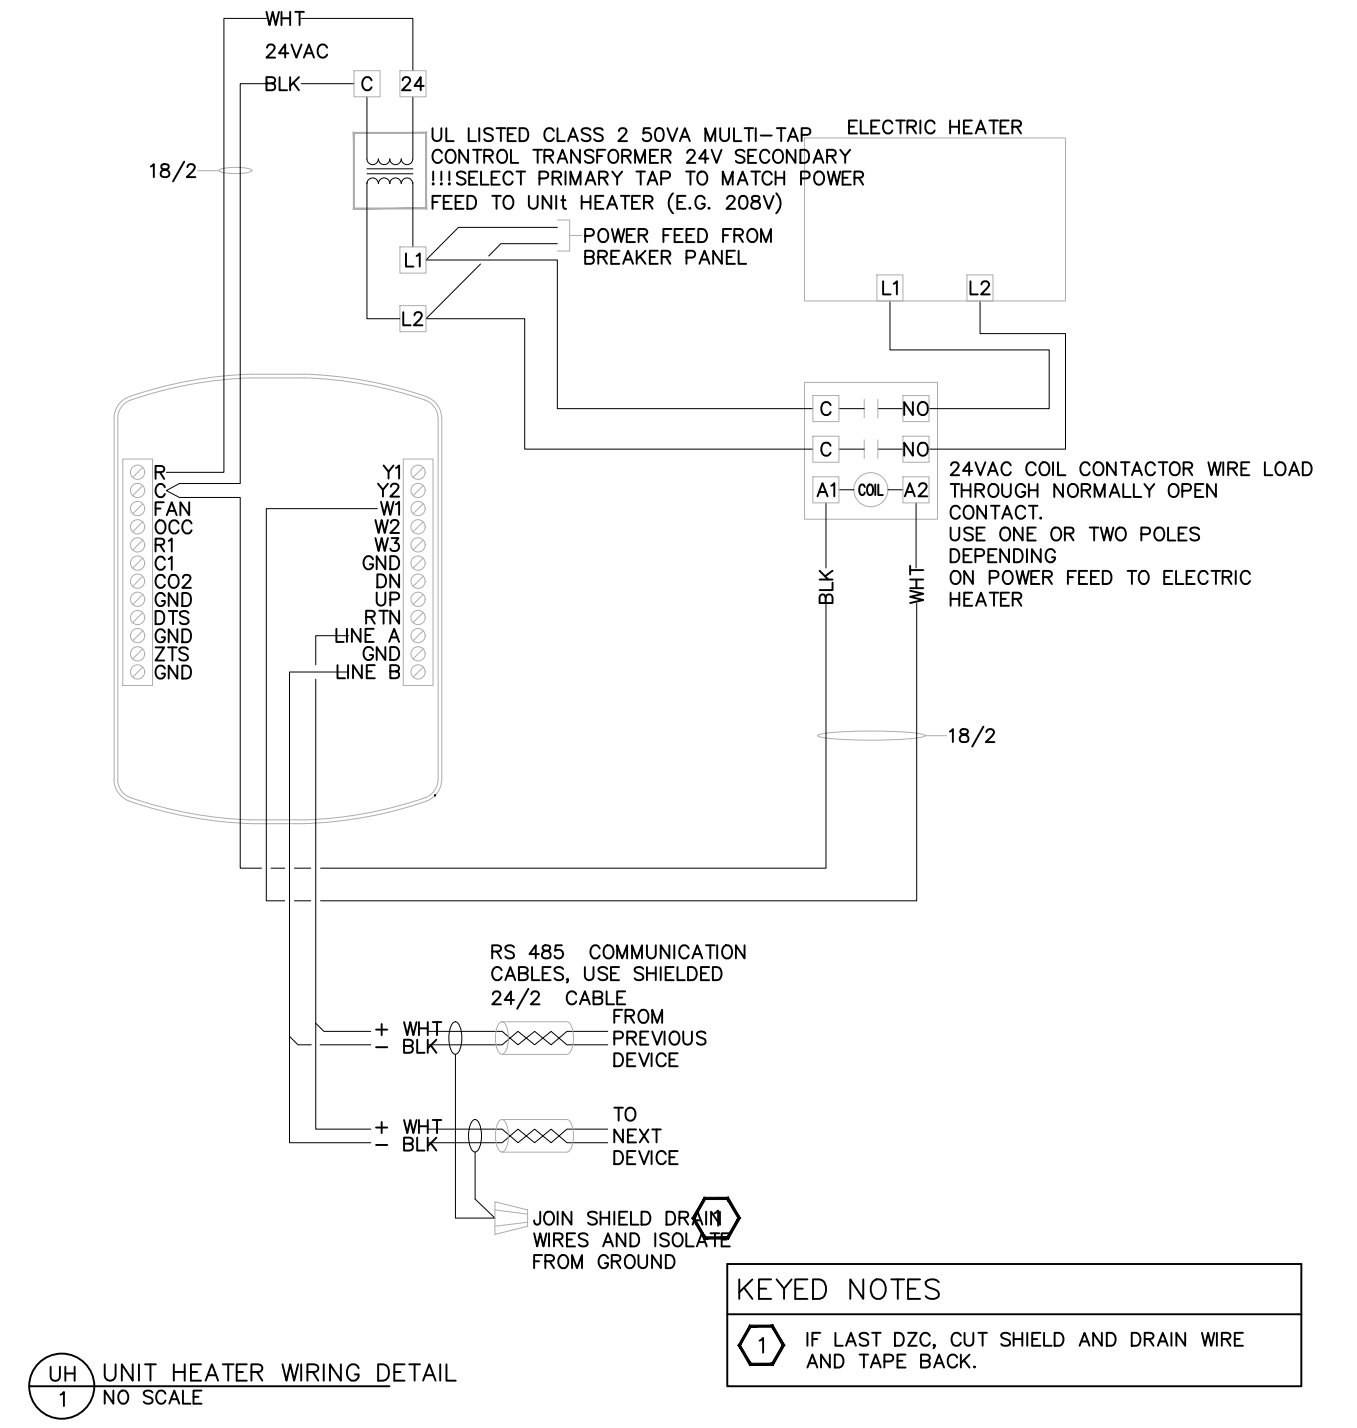 WHT
24VAC
BLK
C
24
UL LISTED CLASS 2 50VA MULTI-TAP
CONTROL TRANSFORMER 24V SECONDARY
!!!SELECT PRIMARY TAP TO MATCH POWER
FEED TO UNIt HEATER (E.G. 208V)
ELECTRIC HEATER
18/2
POWER FEED FROM
BREAKER PANEL
L1
L2
L1
L2
C
NO
C
NO
A1
COIL
A2
24VAC COIL CONTACTOR WIRE LOAD
THROUGH NORMALLY OPEN
CONTACT.
USE ONE OR TWO POLES
DEPENDING
ON POWER FEED TO ELECTRIC
HEATER
BLK
WHT
18/2
R
C
FAN
OCC
R1
C1
CO2
GND
DTS
GND
ZTS
GND
Y1
Y2
W1
W2
W3
GND
DN
UP
RTN
LINE A
GND
LINE B
RS 485 COMMUNICATION
CABLES, USE SHIELDED
24/2 CABLE
+ WHT
- BLK
FROM
PREVIOUS
DEVICE
+ WHT
- BLK
TO
NEXT
DEVICE
JOIN SHIELD DRAIN
WIRES AND ISOLATE
FROM GROUND
1
KEYED NOTES
1
IF LAST DZC, CUT SHIELD AND DRAIN WIRE
AND TAPE BACK.
UH
1
UNIT HEATER WIRING DETAIL
NO SCALE